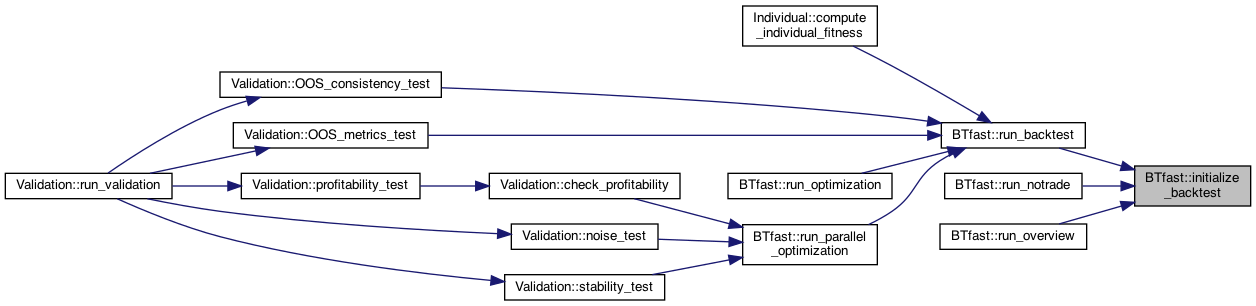 Individual::compute
_individual_fitness
Validation::OOS_consistency_test
Validation::OOS_metrics_test
BTfast::run_backtest
Validation::run_validation
Validation::profitability_test
Validation::check_profitability
BTfast::run_optimization
BTfast::run_notrade
BTfast::initialize
_backtest
Validation::noise_test
BTfast::run_parallel
_optimization
BTfast::run_overview
Validation::stability_test